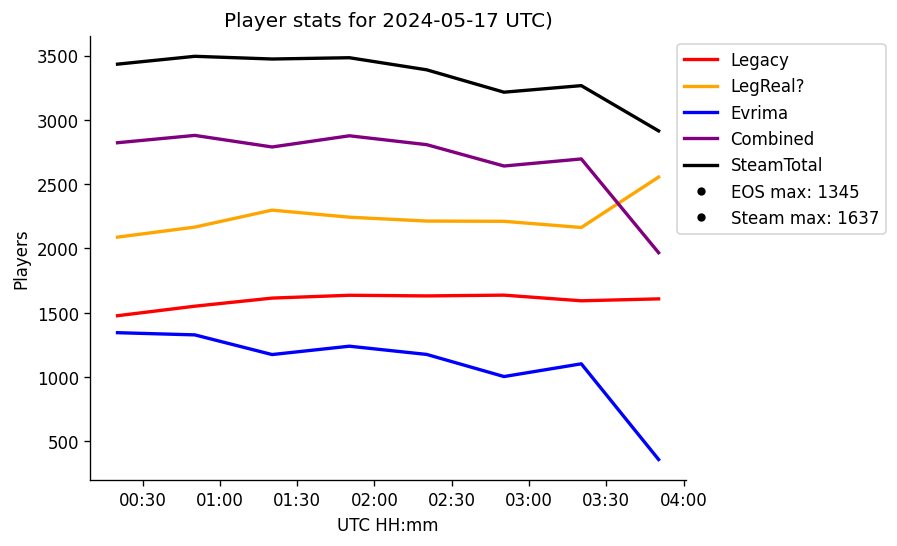 Player stats for 2024-05-17 UTC)
3500
3000
2500
2000
1500
1000
500
Players
00:30 01:00 01:30 02:00 02:30 03:00 03:30 04:00
UTC HH:mm
Legacy
LegReal?
Evrima
Combined
SteamTotal
EOS max: 1345
Steam max: 1637